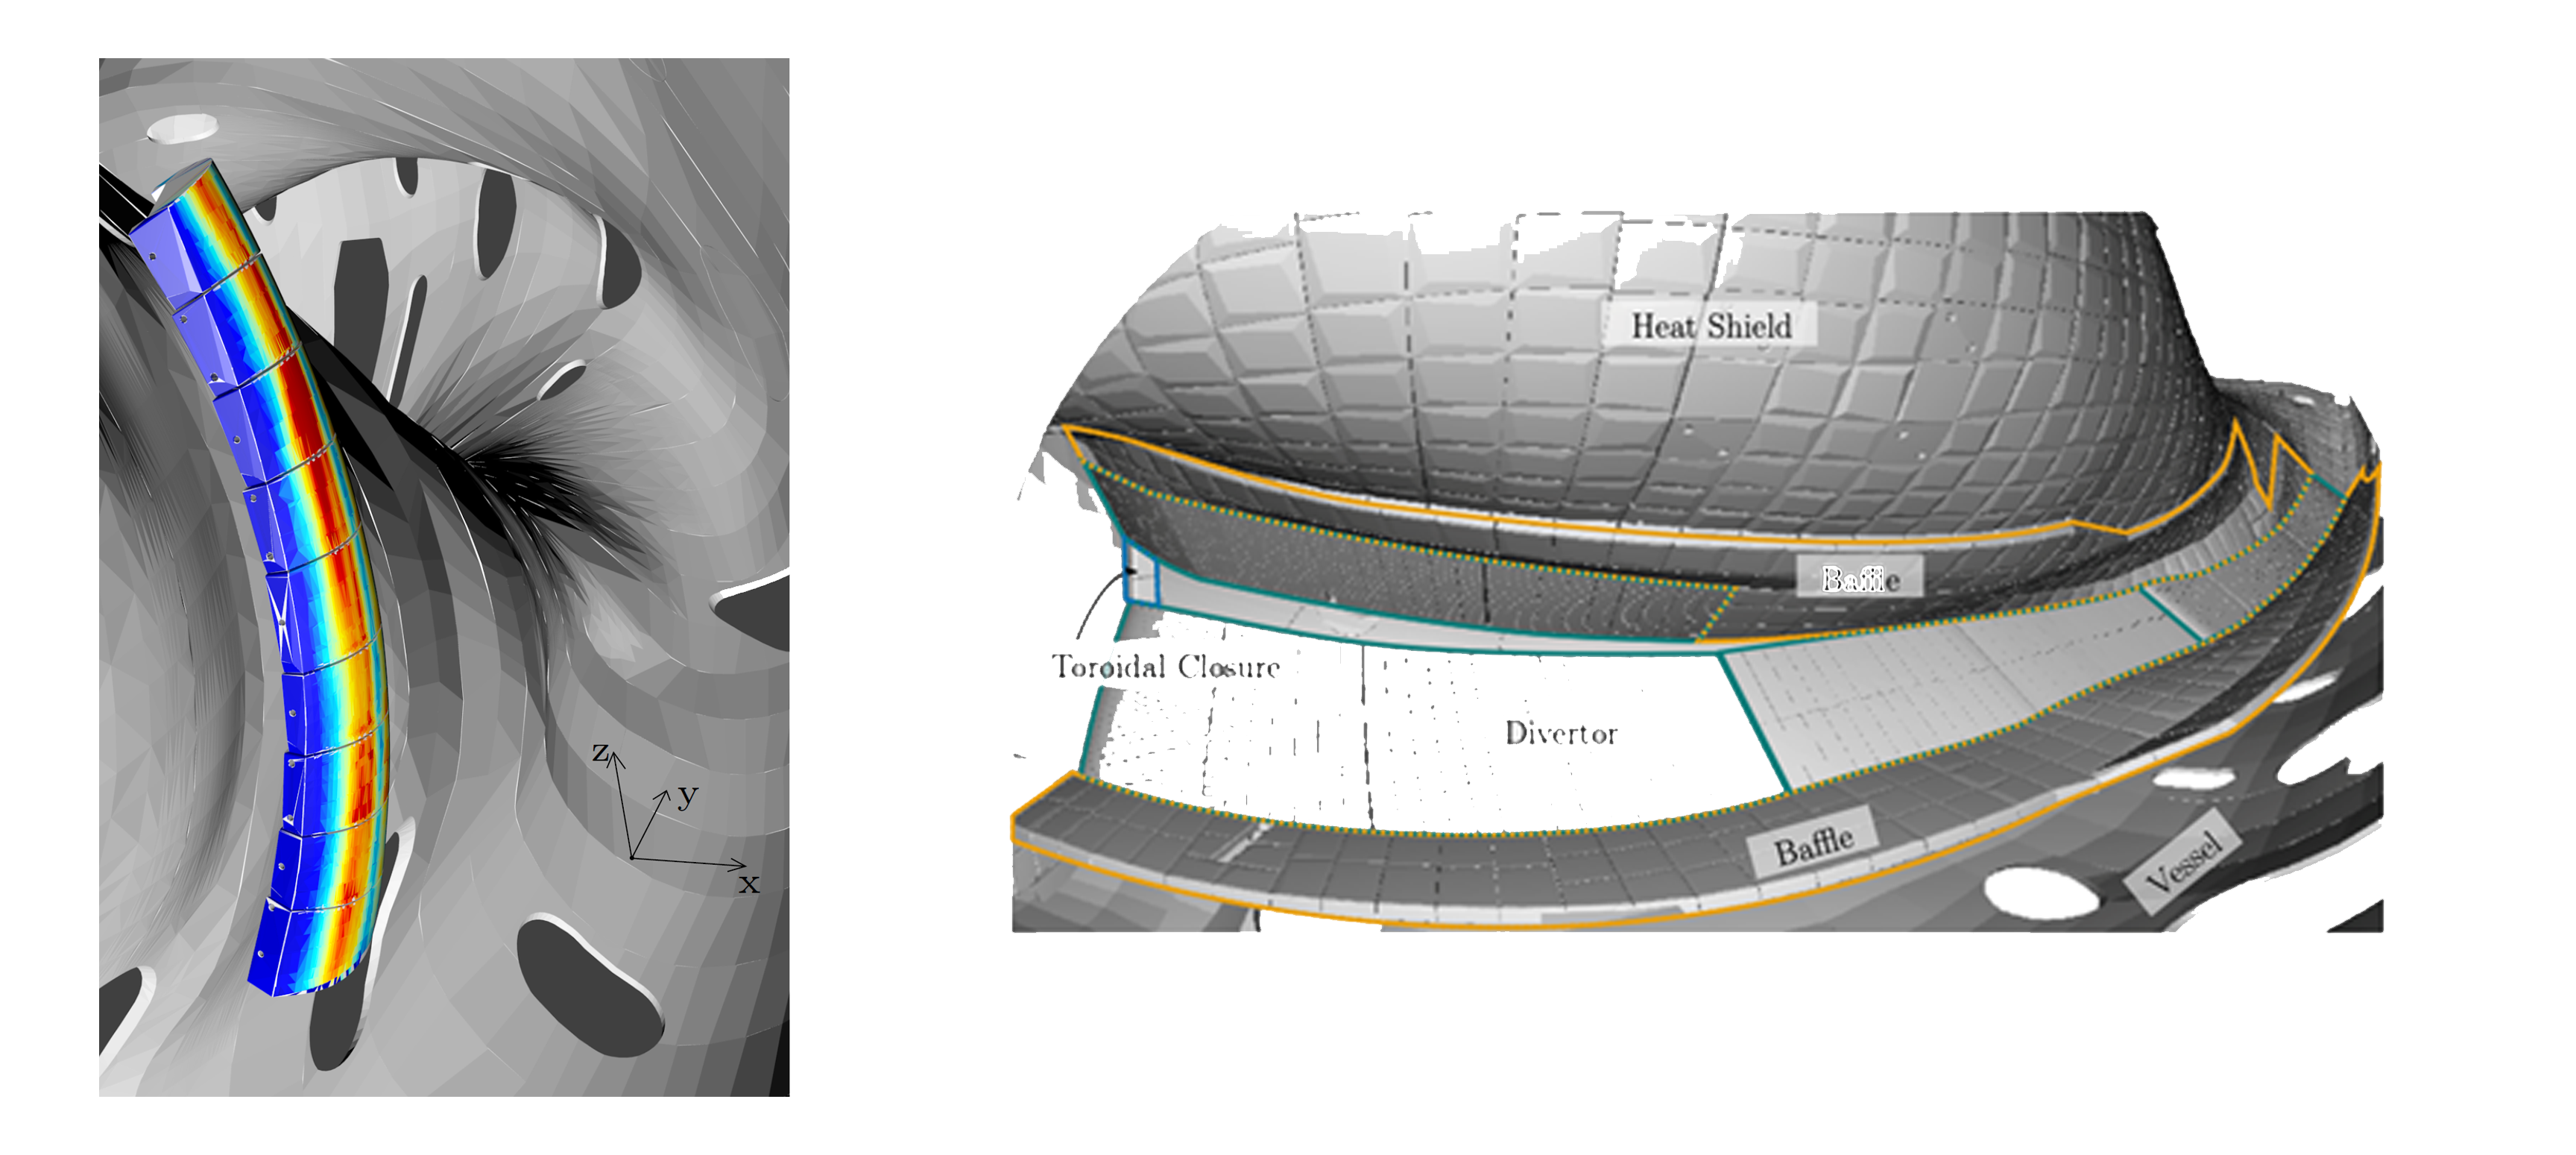 z
y
x
Heat Shield
Baffle
Toroidal Closure
Divertor
Baffle
Vessel